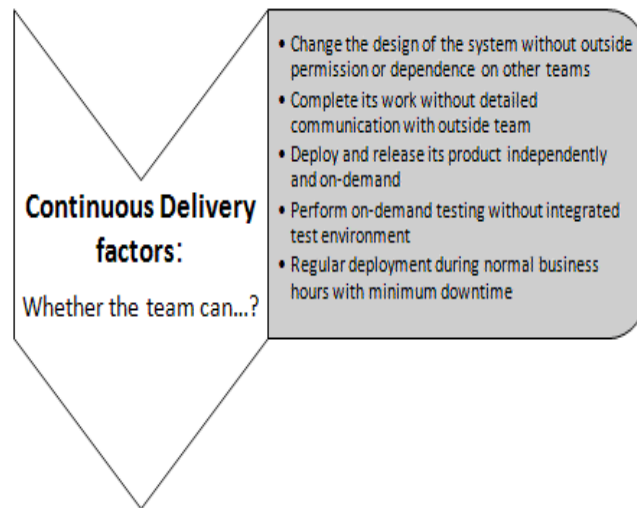 Continuous Delivery
factors:
Whether the team can...?
• Change the design of the system without outside
permission or dependence on other teams
• Complete its work without detailed
communication with outside team
• Deploy and release its product independently
and on-demand
• Perform on-demand testing without integrated
test environment
• Regular deployment during normal business
hours with minimum downtime